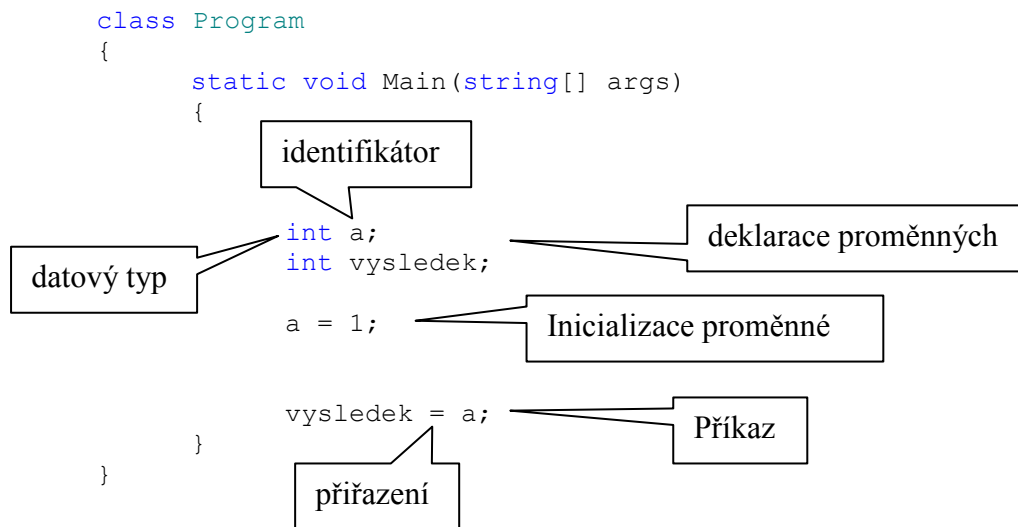 class Program
{
static void Main(string[] args)
{
identifikátor
int a;
deklarace proměnných
int vysledek;
datový typ
a = 1;
Inicializace proměnné
vysledek = a;
Příkaz
}
}
přiřazení